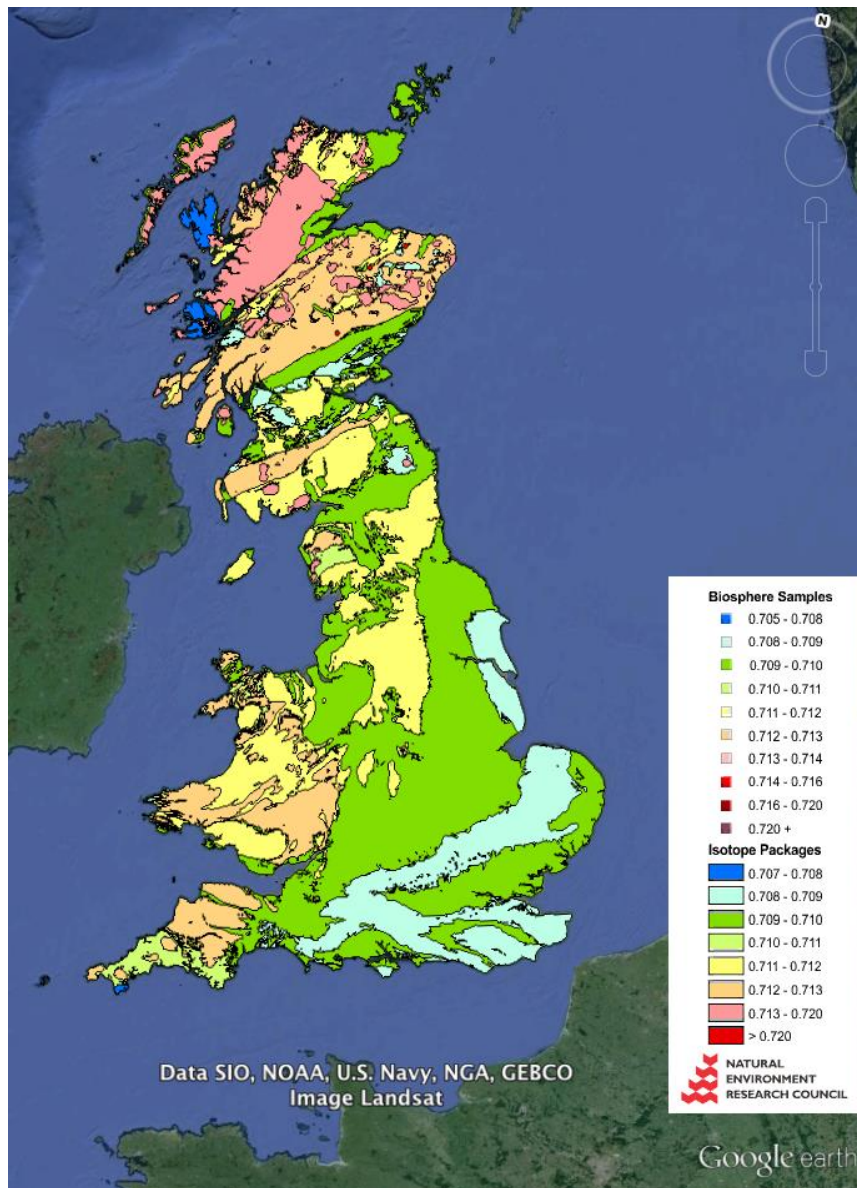 N
Biosphere Samples
0.705 - 0.708
0.708 - 0.709
0.709 - 0.710
0.710 - 0.711
0.711 - 0.712
0.712 - 0.713
0.713 - 0.714
0.714 - 0.716
0.716 - 0.720
0.720 +
Isotope Packages
0.707 - 0.708
0.708 - 0.709
0.709 - 0.710
0.710 - 0.711
0.711 - 0.712
0.712 - 0.713
0.713 - 0.720
> 0.720
NATURAL
ENVIRONMENT
RESEARCH COUNCIL
Data SIO, NOAA, U.S. Navy, NGA, GEBCO
Image Landsat
Google earth